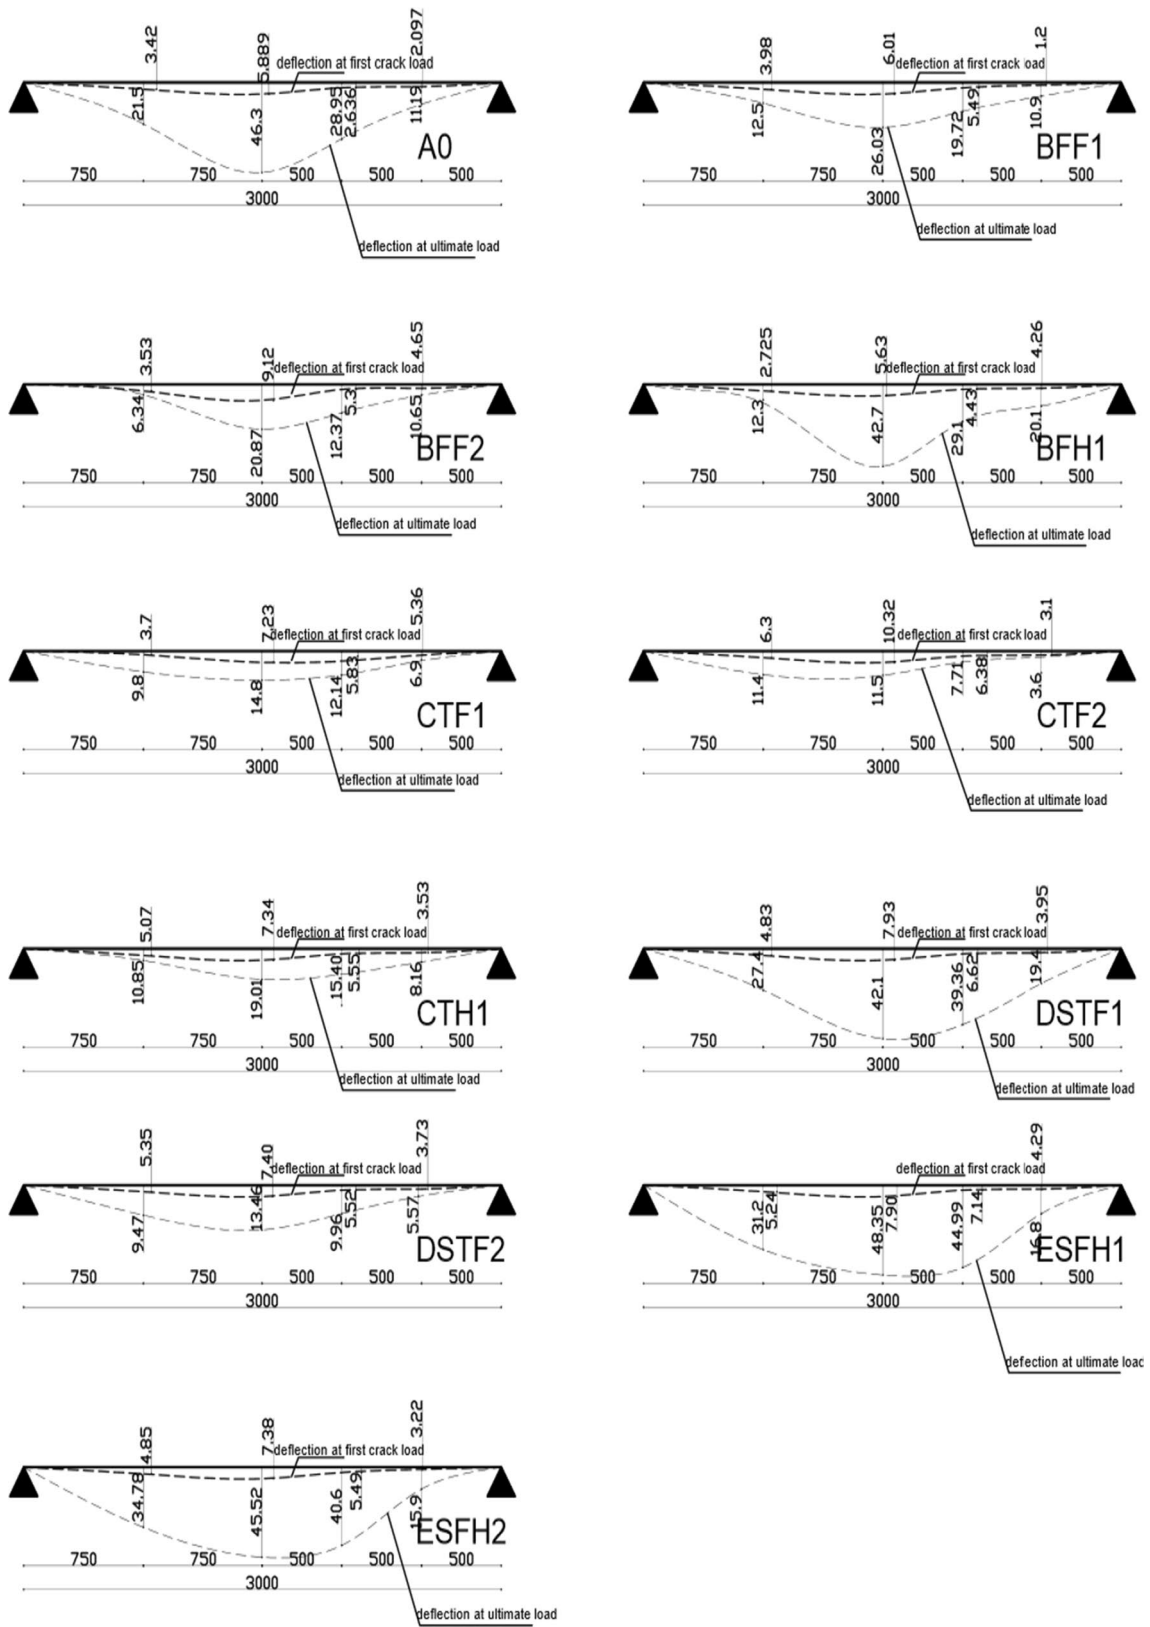 3.42 5.889 2.097
deflection at first crack load
21.5 46.3 28.95 2.636 11.19
A0
750 750 500 500 500
3000
deflection at ultimate load
3.98 6.01 1.2
deflection at first crack load
12.5 26.03 19.72 5.49 10.9
BFF1
750 750 500 500 500
3000
deflection at ultimate load
3.53 9.12 4.65
deflection at first crack load
6.34 20.87 12.37 5.3 10.65
BFF2
750 750 500 500 500
3000
deflection at ultimate load
2.725 5.63 4.26
deflection at first crack load
12.3 42.7 29.1 4.43 20.1
BFH1
750 750 500 500 500
3000
deflection at ultimate load
3.7 7.23 5.36
deflection at first crack load
9.8 14.8 12.14 5.83 6.9
CTF1
750 750 500 500 500
3000
deflection at ultimate load
6.3 10.32 3.1
deflection at first crack load
11.4 11.5 7.71 6.38 3.6
CTF2
750 750 500 500 500
3000
deflection at ultimate load
5.07 7.34 3.53
deflection at first crack load
10.85 19.01 15.40 5.55 8.16
CTH1
750 750 500 500 500
3000
deflection at ultimate load
4.83 7.93 3.95
deflection at first crack load
27.4 42.1 39.36 6.62 19.4
DSTF1
750 750 500 500 500
3000
deflection at ultimate load
5.35 7.40 3.73
deflection at first crack load
9.47 13.46 9.96 5.52 5.57
DSTF2
750 750 500 500 500
3000
4.29
deflection at first crack load
31.2 5.24 48.35 7.90 44.99 7.14 16.8
ESFH1
750 750 500 500 500
3000
deflection at ultimate loac
4.85 7.38 3.22
deflection at first crack load
34.78 45.52 40.6 5.49 15.9
ESFH2
750 750 500 500 500
3000
deflection at ultimate load